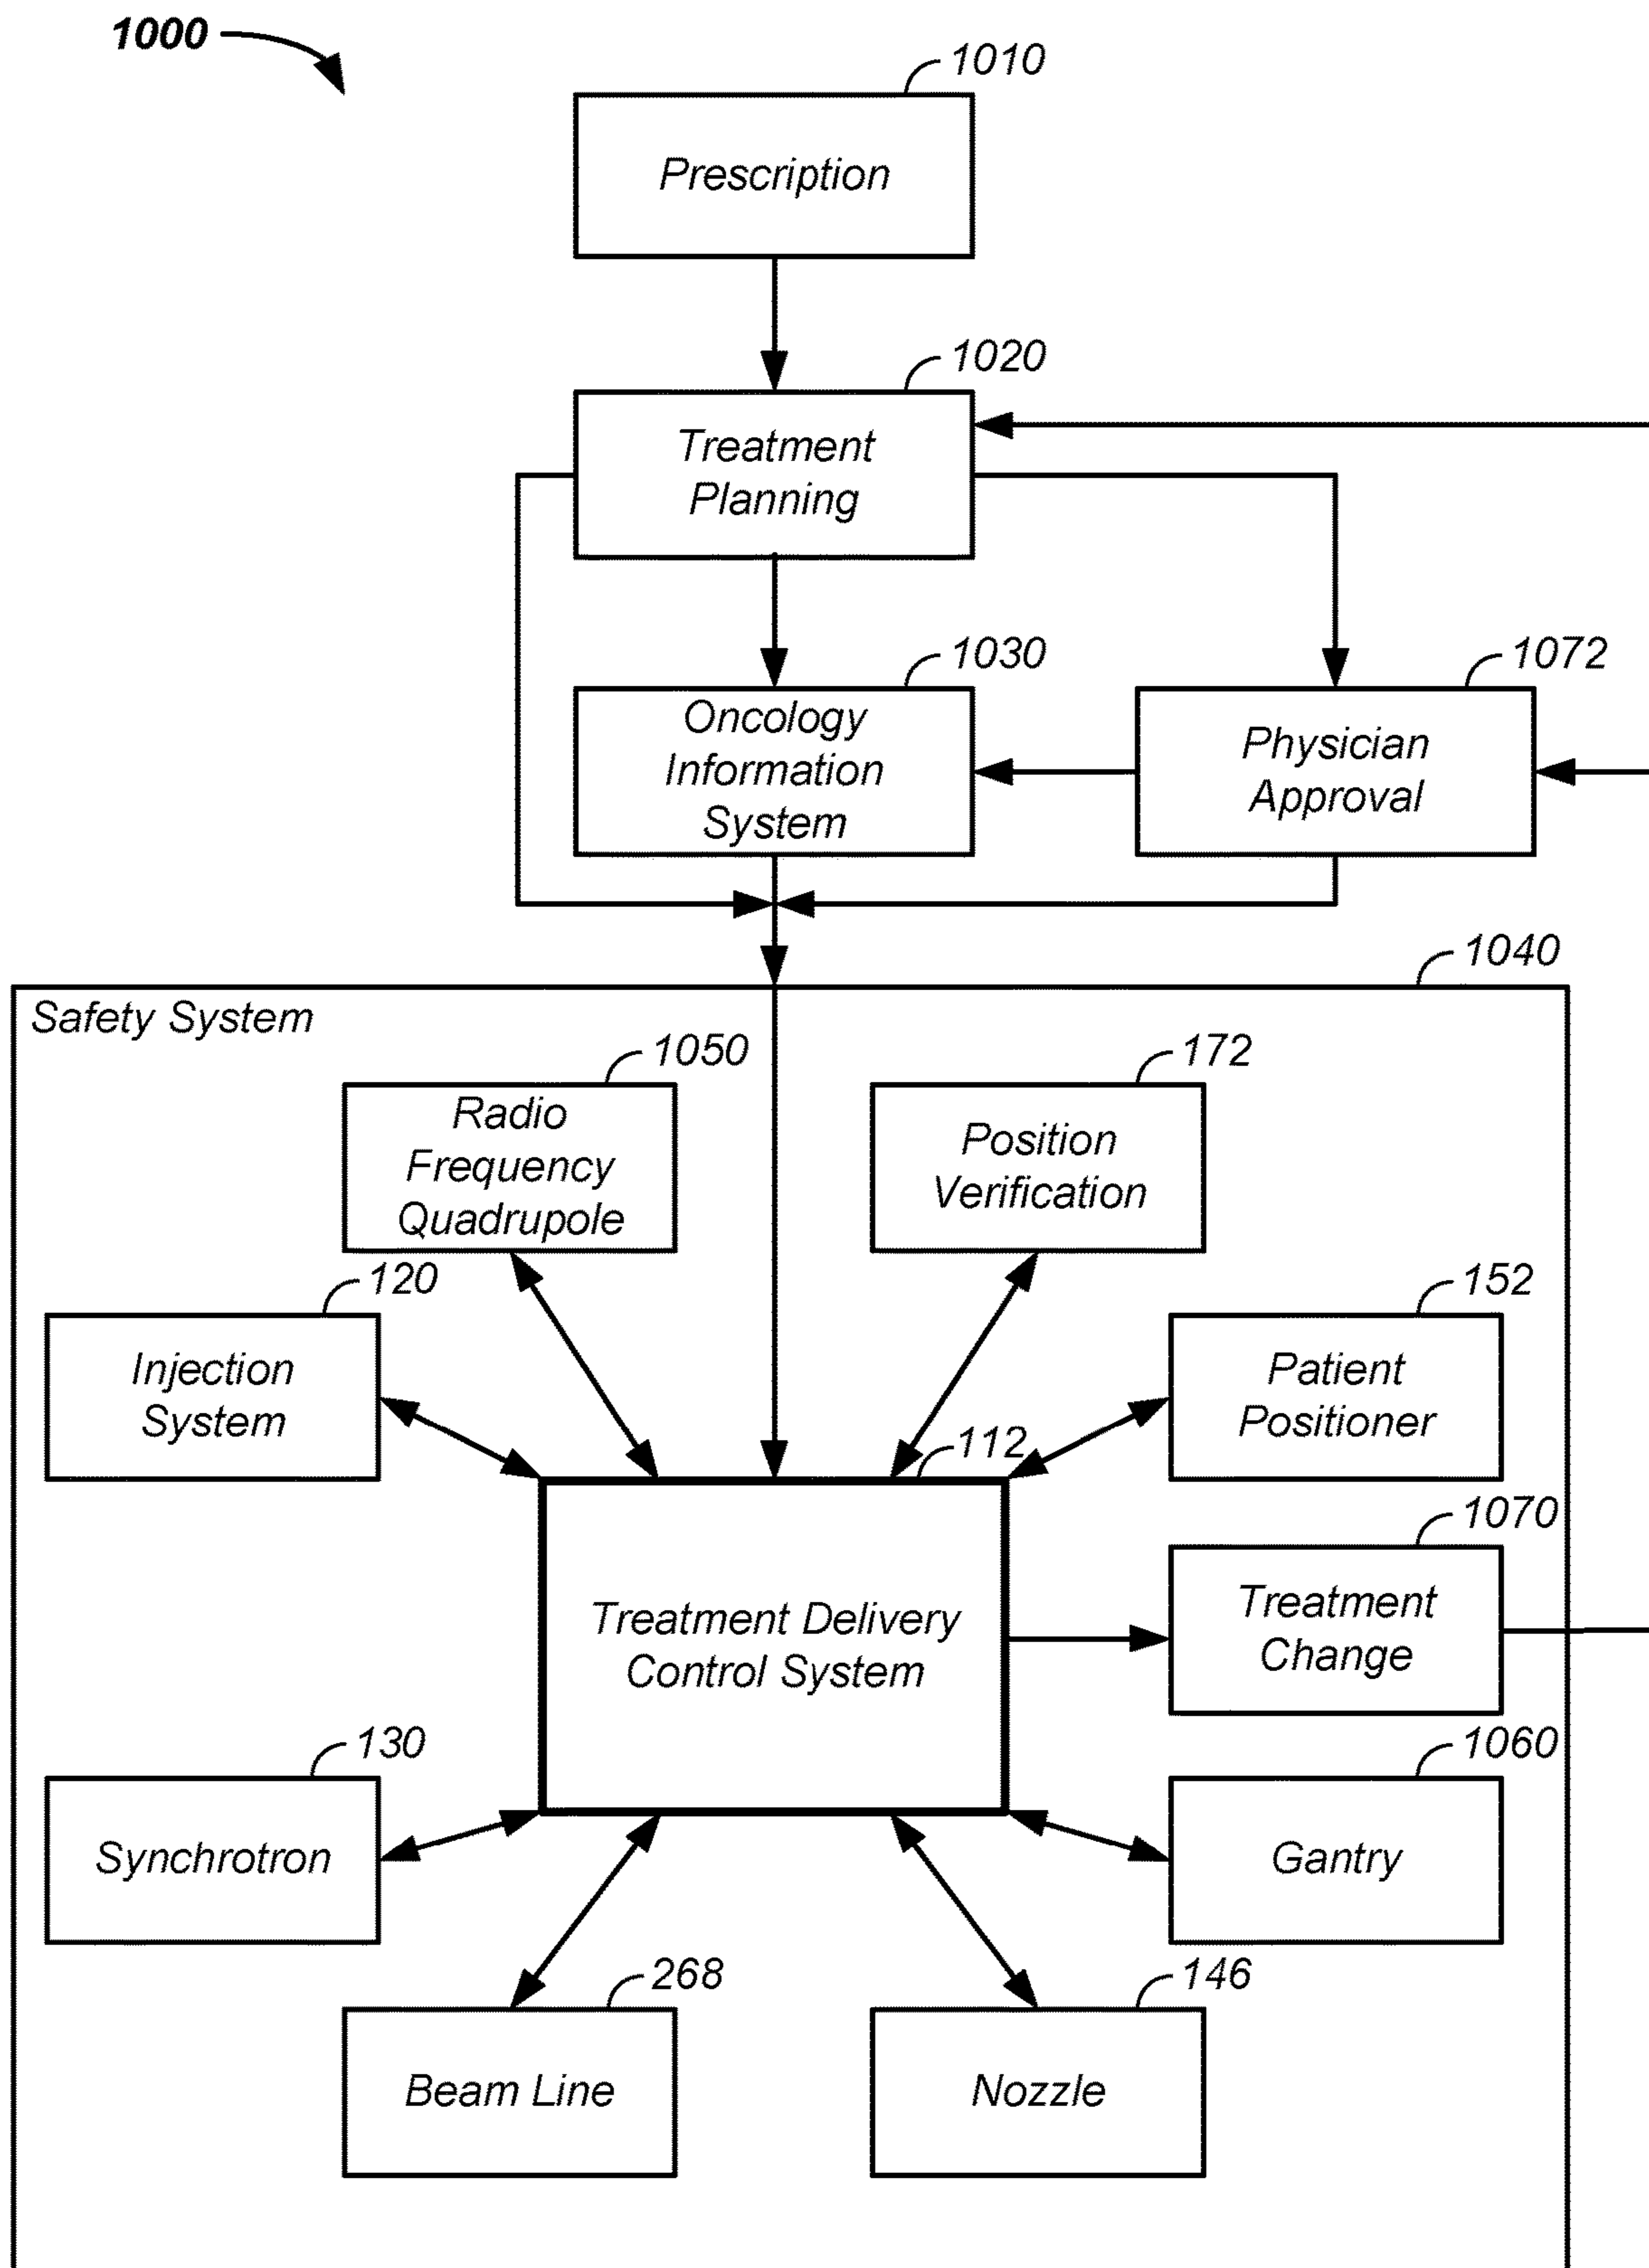 1000
1010
Prescription
1020
Treatment
Planning
1030
Oncology
Information
System
1072
Physician
Approval
1040
Safety System
1050
Radio
Frequency
Quadrupole
172
Position
Verification
120
Injection
System
152
Patient
Positioner
112
Treatment Delivery
Control System
1070
Treatment
Change
130
Synchrotron
1060
Gantry
268
Beam Line
146
Nozzle